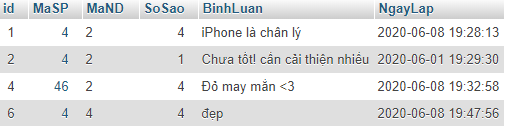 id MaSP MaND SoSao BinhLuan NgayLap
1 4 2 4 iPhone là chân lý 2020-06-08 19:28:13
2 4 2 1 Chưa tốt! cần cải thiện nhiều 2020-06-01 19:29:30
4 46 2 4 Đỏ may mắn <3 2020-06-08 19:32:58
6 4 4 4 đẹp 2020-06-08 19:47:56